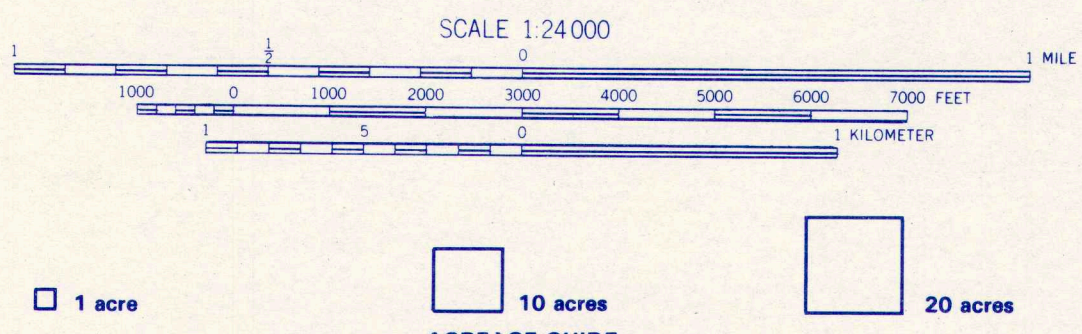 SCALE 1:24 000
1 1/2 0 1 MILE
1000 0 1000 2000 3000 4000 5000 6000 7000 FEET
1 5 0 1 KILOMETER
1 acre 10 acres 20 acres
ACREAGE GUIDE